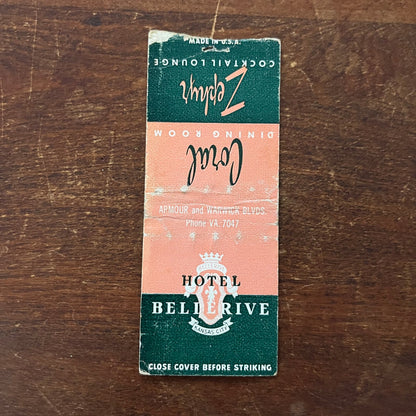 MADE IN U.S.A.
COCKTAIL LOUNGE
Zephyr
DINING ROOM
Coral
ARMOUR and WARWICK BLVDS.
Phone VA. 7047
BELLERIVE
HOTEL
BELLERIVE
KANSAS CITY
CLOSE COVER BEFORE STRIKING